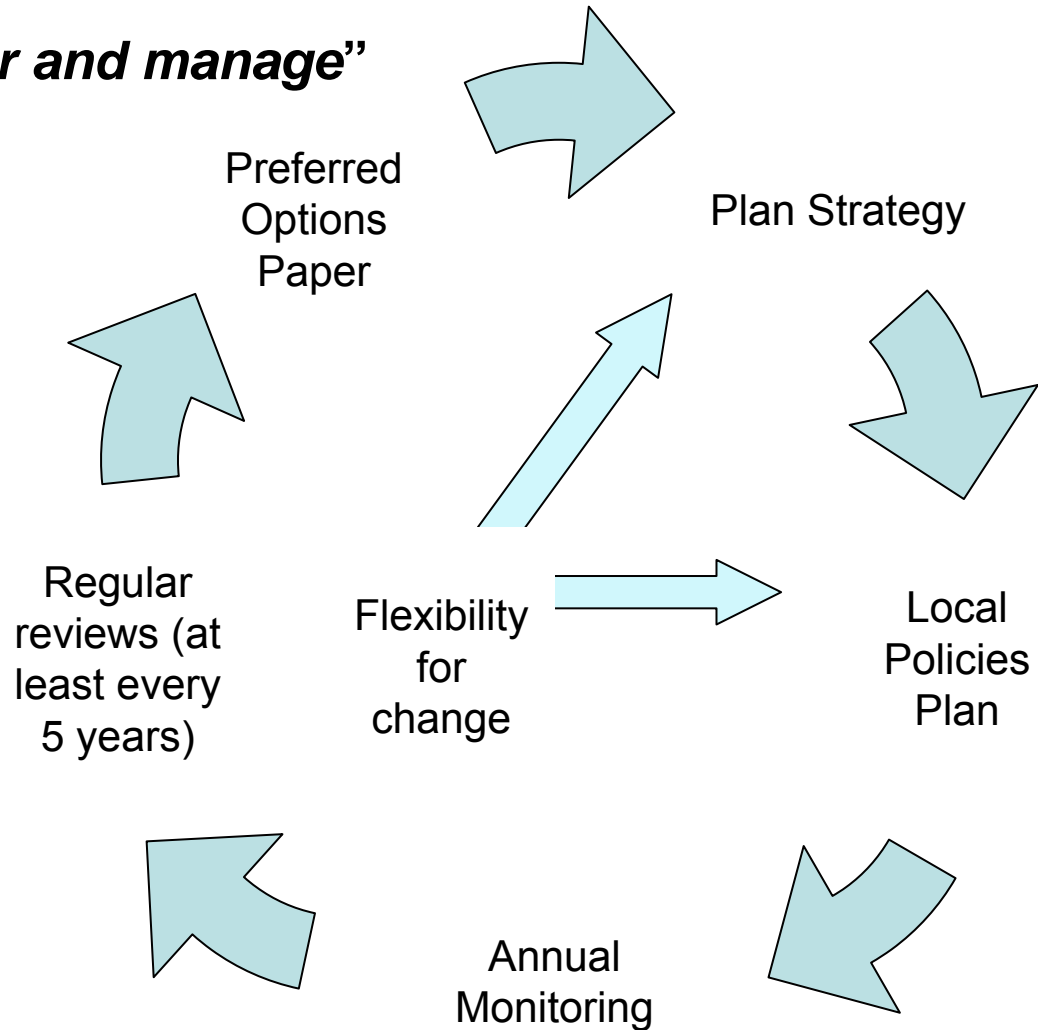 r and manage”
Preferred
Options
Paper
Plan Strategy
Regular
reviews (at
least every
5 years)
Flexibility
for
change
Local
Policies
Plan
Annual
Monitoring